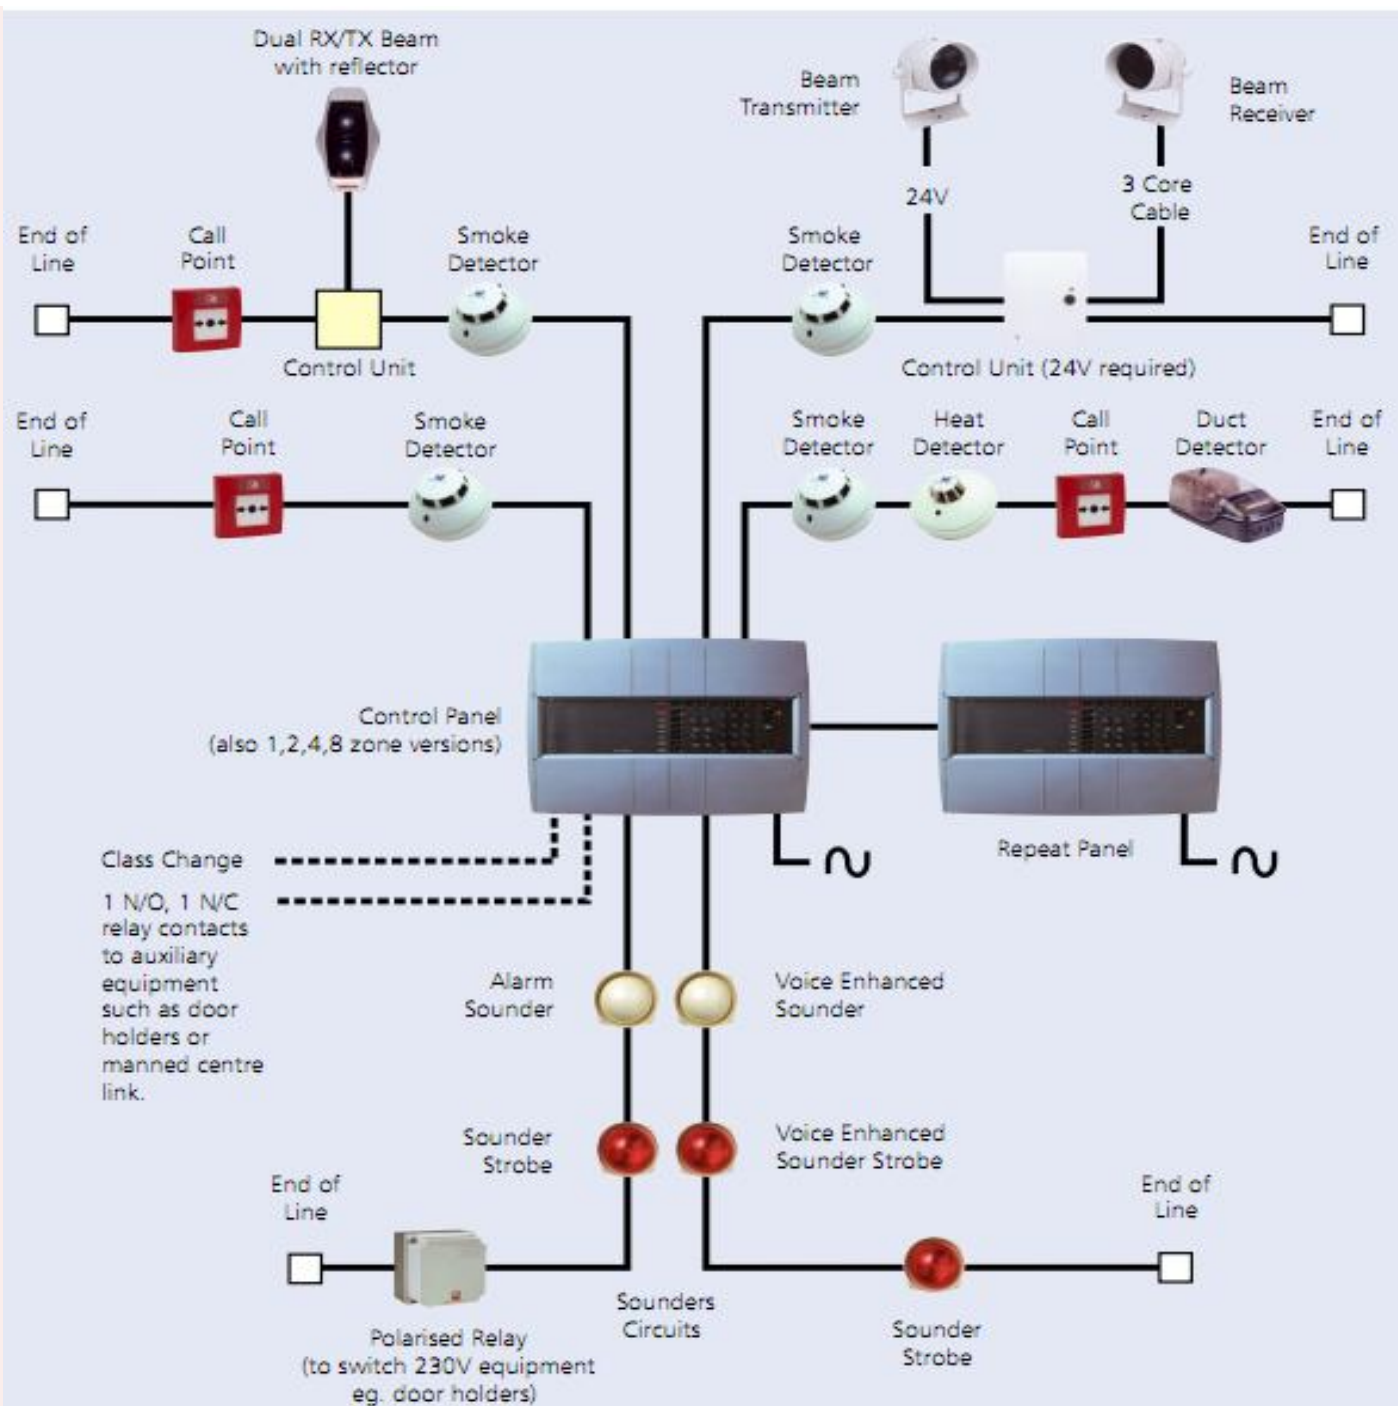 Dual RX/TX Beam
with reflector
Beam
Transmitter
Beam
Receiver
24V
3 Core
Cable
End of
Line
Call
Point
Smoke
Detector
Smoke
Detector
End of
Line
Control Unit
Control Unit (24V required)
End of
Line
Call
Point
Smoke
Detector
Smoke
Detector
Heat
Detector
Call
Point
Duct
Detector
End of
Line
Control Panel
(also 1,2,4,8 zone versions)
Repeat Panel
Class Change
1 N/O, 1 N/C
relay contacts
to auxiliary
equipment
such as door
holders or
manned centre
link.
Alarm
Sounder
Voice Enhanced
Sounder
Sounder
Strobe
Voice Enhanced
Sounder Strobe
End of
Line
End of
Line
Polarised Relay
(to switch 230V equipment
eg. door holders)
Sounders
Circuits
Sounder
Strobe